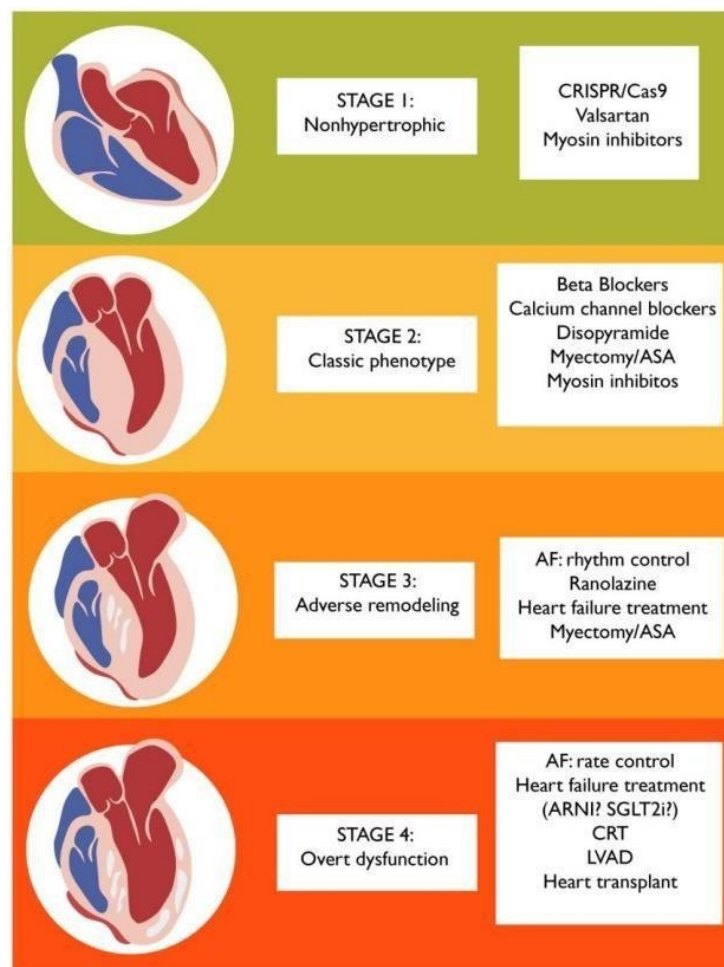 STAGE 1:
Nonhypertrophic
CRISPR/Cas9
Valsartan
Myosin inhibitors
STAGE 2:
Classic phenotype
Beta Blockers
Calcium channel blockers
Disopyramide
Myectomy/ASA
Myosin inhibitos
STAGE 3:
Adverse remodeling
AF: rhythm control
Ranolazine
Heart failure treatment
Myectomy/ASA
STAGE 4:
Overt dysfunction
AF: rate control
Heart failure treatment
(ARNI? SGLT2i?)
CRT
LVAD
Heart transplant